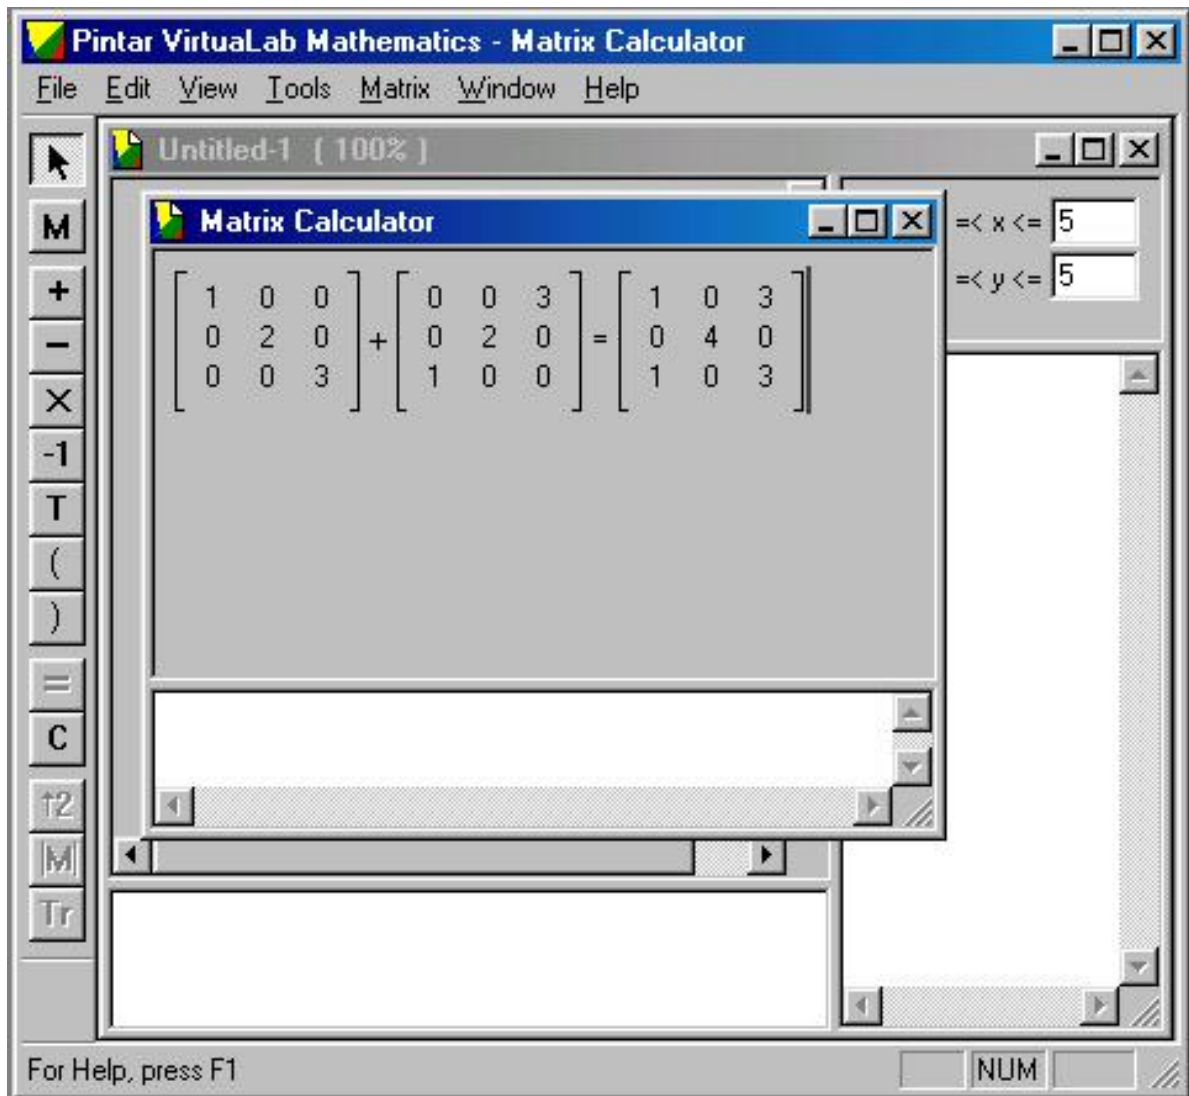 Pintar VirtuaLab Mathematics - Matrix Calculator
File Edit View Tools Matrix Window Help
Untitled-1 ( 100% )
Matrix Calculator
=< x <= 5
=< y <= 5
M
+
−
×
-1
T
(
)
=
C
↑2
|M|
Tr
1 0 0 0 0 3 1 0 3
0 2 0 + 0 2 0 = 0 4 0
0 0 3 1 0 0 1 0 3
For Help, press F1 NUM